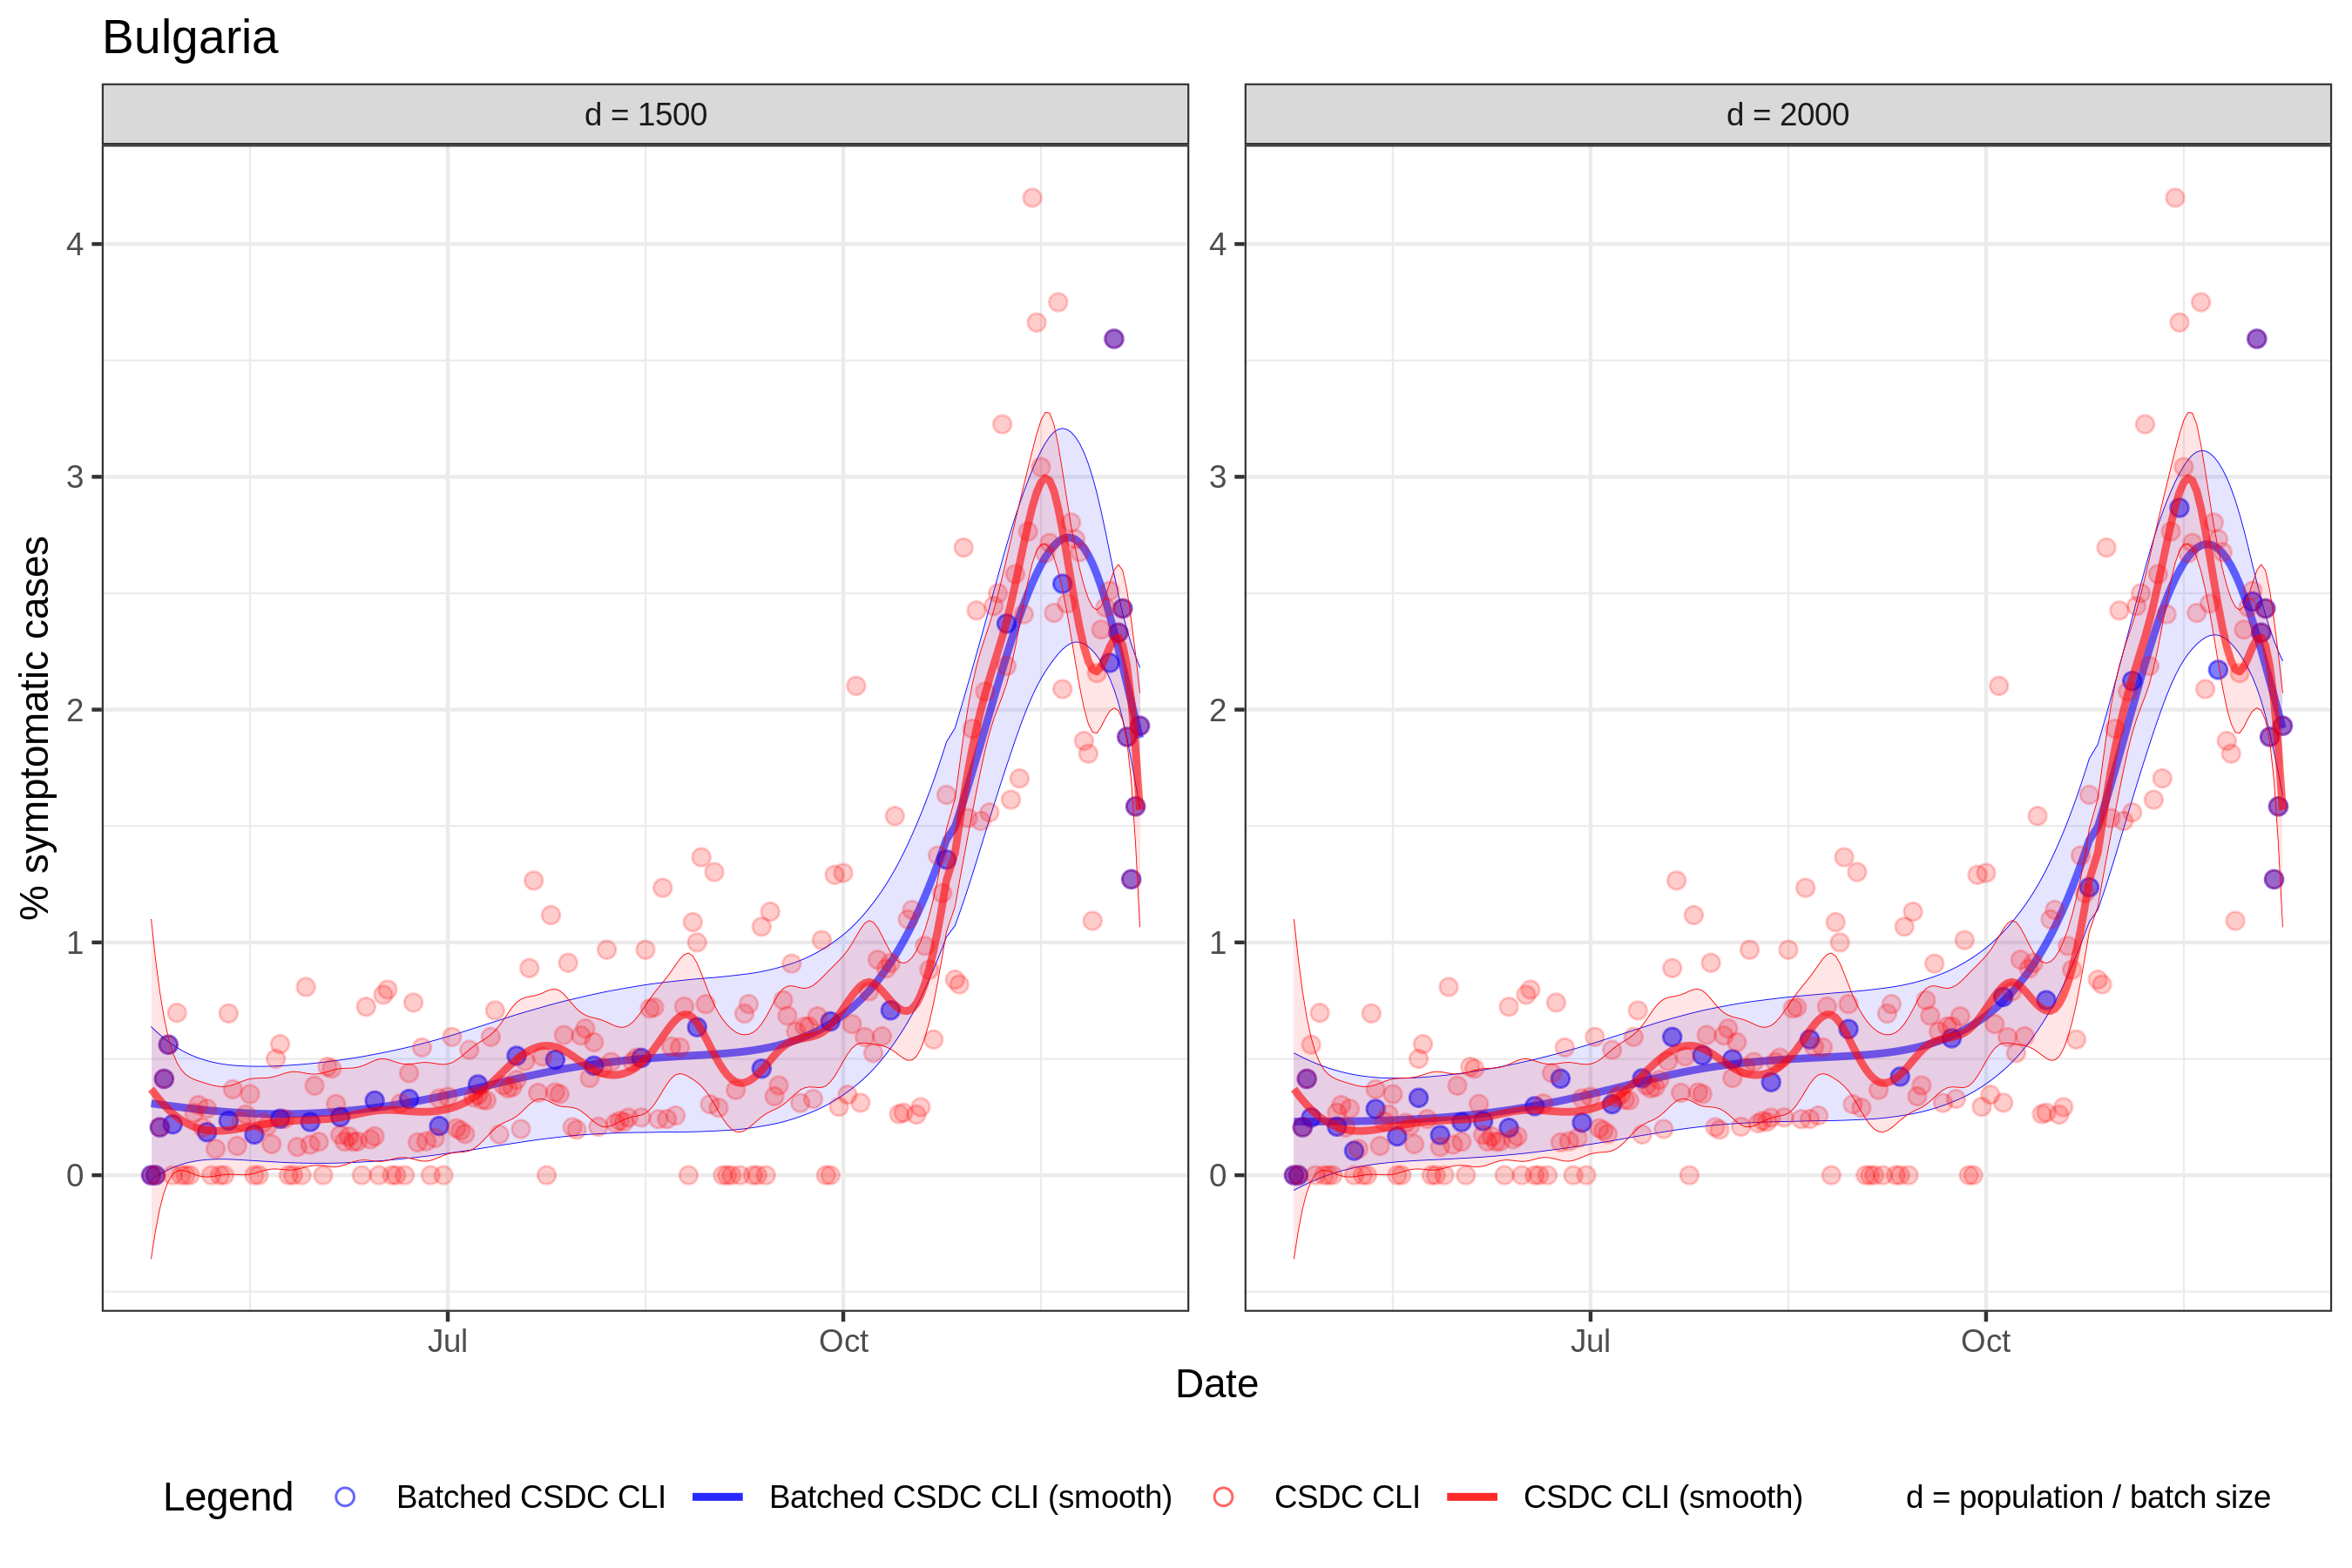 Bulgaria
d = 1500
d = 2000
% symptomatic cases
4
3
2
1
0
4
3
2
1
0
Jul
Oct
Jul
Oct
Date
Legend Batched CSDC CLI Batched CSDC CLI (smooth) CSDC CLI CSDC CLI (smooth) d = population / batch size